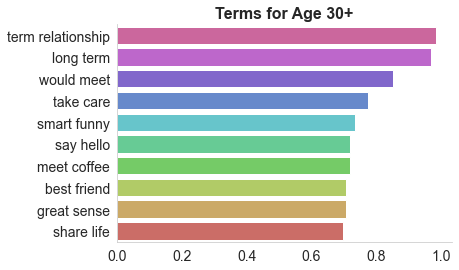 Terms for Age 30+
term relationship
long term
would meet
take care
smart funny
say hello
meet coffee
best friend
great sense
share life
0.0 0.2 0.4 0.6 0.8 1.0